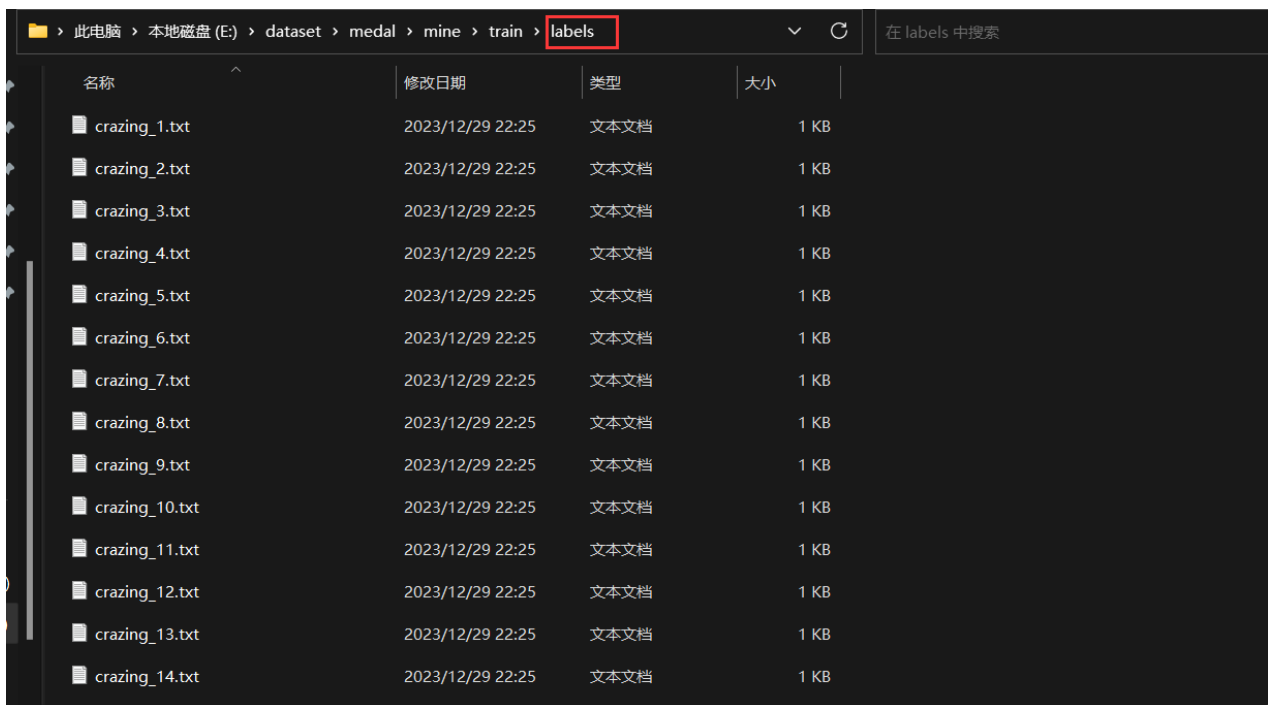 此电脑 > 本地磁盘 (E:) > dataset > medal > mine > train > labels 在 labels 中搜索
名称 修改日期 类型 大小
crazing_1.txt 2023/12/29 22:25 文本文档 1 KB
crazing_2.txt 2023/12/29 22:25 文本文档 1 KB
crazing_3.txt 2023/12/29 22:25 文本文档 1 KB
crazing_4.txt 2023/12/29 22:25 文本文档 1 KB
crazing_5.txt 2023/12/29 22:25 文本文档 1 KB
crazing_6.txt 2023/12/29 22:25 文本文档 1 KB
crazing_7.txt 2023/12/29 22:25 文本文档 1 KB
crazing_8.txt 2023/12/29 22:25 文本文档 1 KB
crazing_9.txt 2023/12/29 22:25 文本文档 1 KB
crazing_10.txt 2023/12/29 22:25 文本文档 1 KB
crazing_11.txt 2023/12/29 22:25 文本文档 1 KB
crazing_12.txt 2023/12/29 22:25 文本文档 1 KB
crazing_13.txt 2023/12/29 22:25 文本文档 1 KB
crazing_14.txt 2023/12/29 22:25 文本文档 1 KB